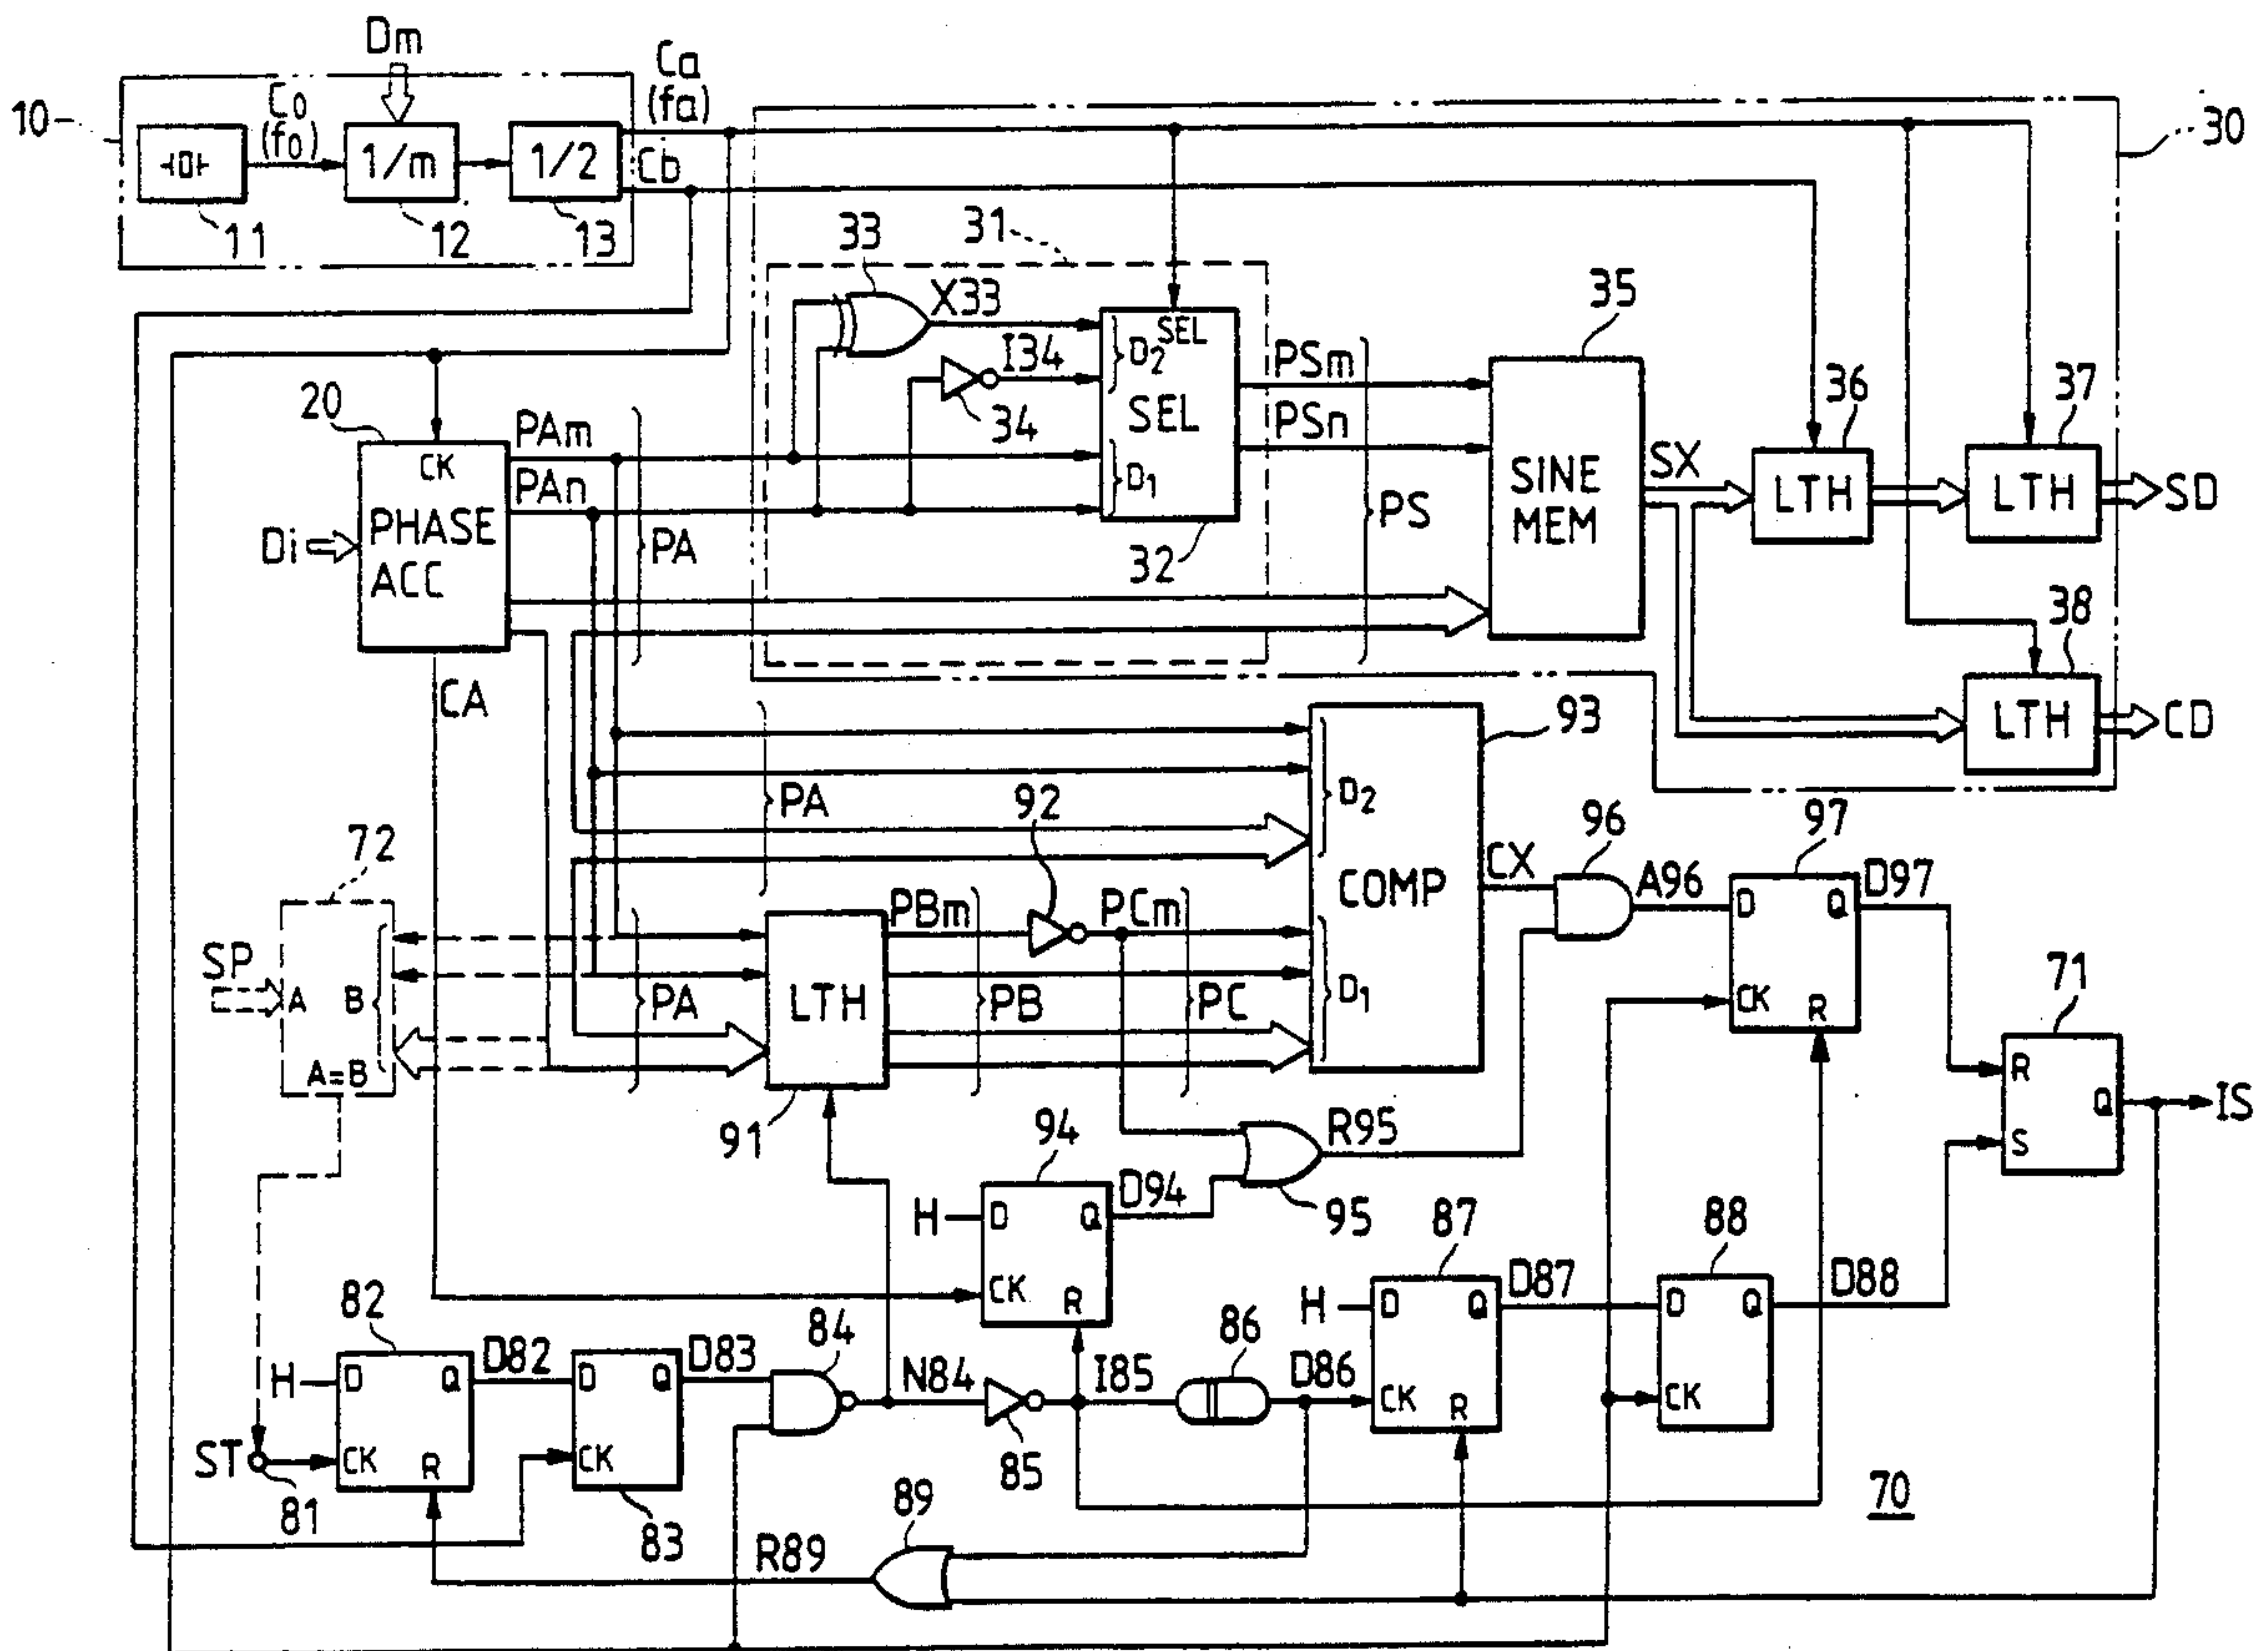 Dm
Ca
(fa)
Co
(fo)
10
1/m
1/2
Cb
30
11
12
13
31
33
X33
SEL
D2
I34
SEL
34
D1
32
PSm
PSn
PS
35
SINE
MEM
SX
36
LTH
37
LTH
SD
38
LTH
CD
20
CK
PHASE
ACC
Di
PAm
PAn
PA
CA
PA
93
D2
COMP
D1
CX
96
A96
97
D
Q
CK
R
D97
72
SP
A
B
A=B
PA
LTH
91
PBm
PB
92
PCm
PC
71
R
Q
S
IS
94
H
D
Q
CK
R
D94
R95
95
82
H
D
Q
CK
R
D82
ST
81
D
Q
CK
83
D83
84
N84
85
I85
86
D86
87
H
D
Q
CK
R
D87
88
D
Q
CK
D88
89
R89
70